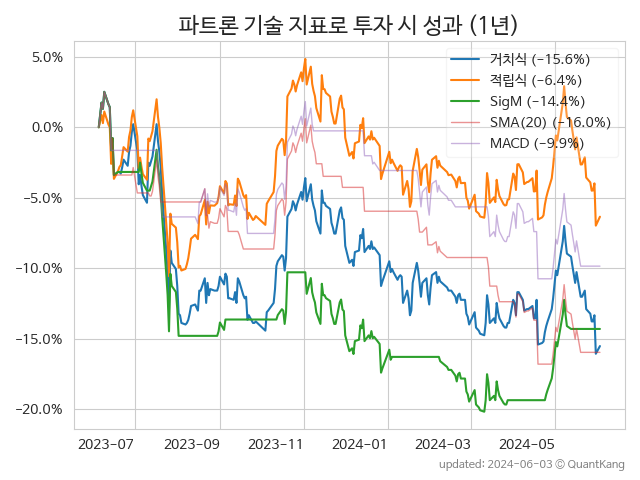 파트론 기술 지표로 투자 시 성과 (1년)
거치식 (−15.6%)
적립식 (−6.4%)
SigM (−14.4%)
SMA(20) (−16.0%)
MACD (−9.9%)
5.0%
0.0%
−5.0%
−10.0%
−15.0%
−20.0%
2023-07 2023-09 2023-11 2024-01 2024-03 2024-05
updated: 2024-06-03 © QuantKang